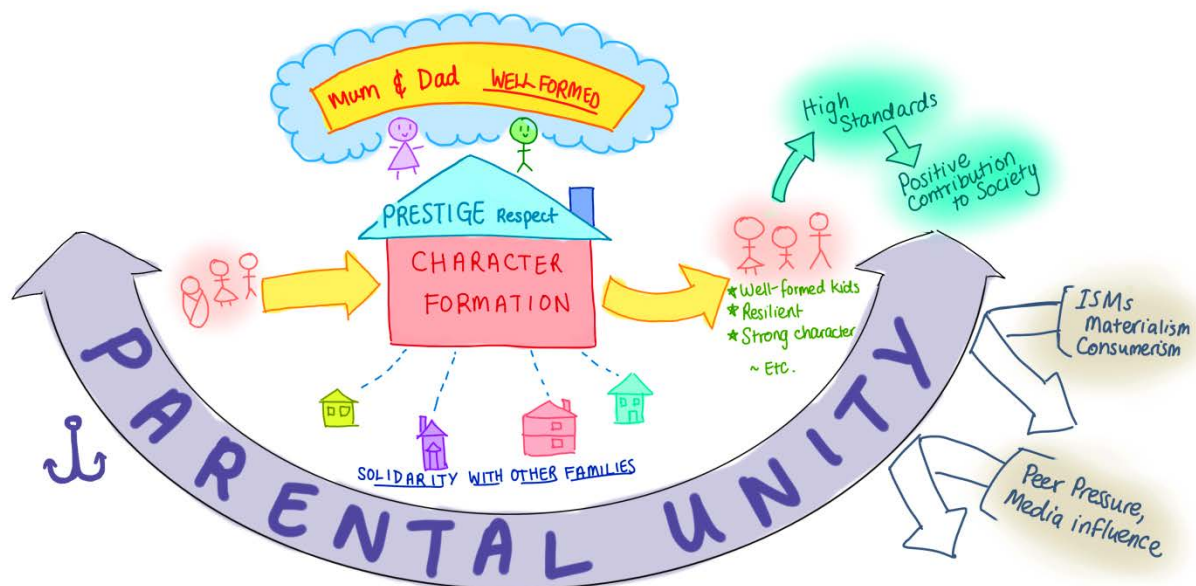 Mum & Dad WELL FORMED
PRESTIGE Respect
CHARACTER
FORMATION
High
Standards
Positive
Contribution
to Society
★Well-formed kids
★Resilient
★Strong character
~ Etc.
SOLIDARITY WITH OTHER FAMILIES
PARENTAL UNITY
ISMs
Materialism
Consumerism
Peer Pressure,
Media influence